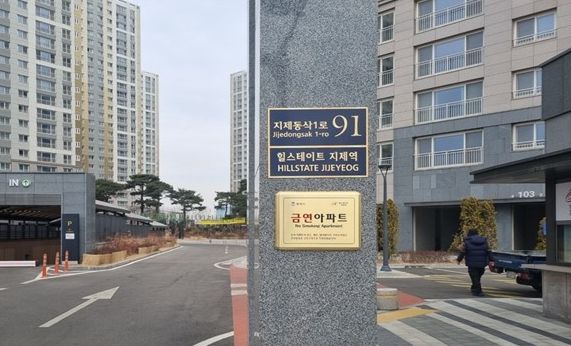 지제동삭1로
Jijedongsak 1-ro
91
힐스테이트 지제역
HILLSTATE JIJEYEOG
금연아파트
No Smoking Apartment
IN
P
103